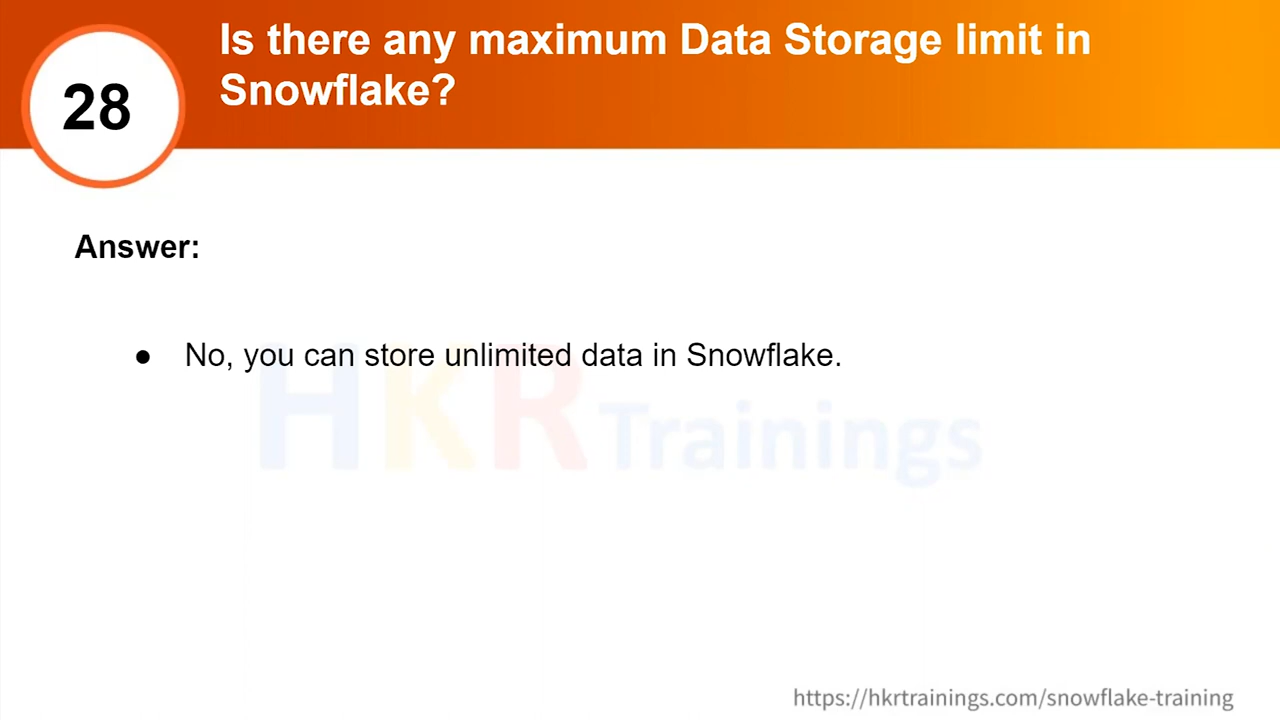 28
Is there any maximum Data Storage limit in
Snowflake?
Answer:
● No, you can store unlimited data in Snowflake.
HKR Trainings
https://hkrtrainings.com/snowflake-training